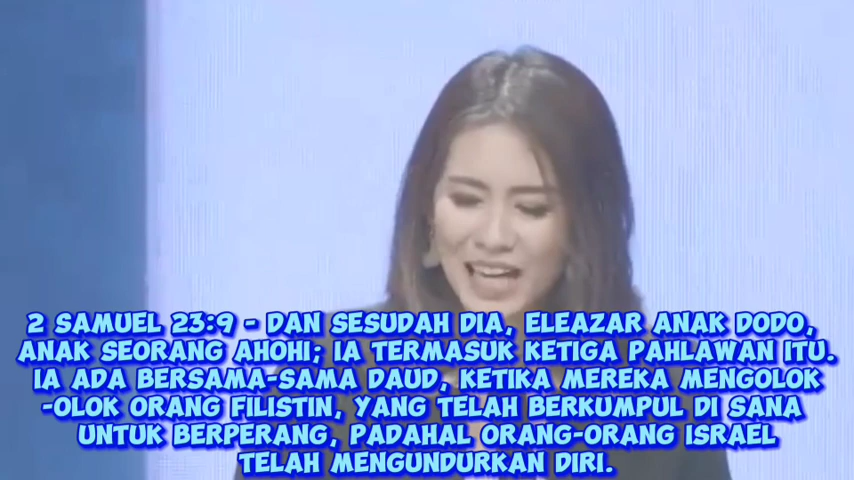 2 SAMUEL 23:9 - DAN SESUDAH DIA, ELEAZAR ANAK DODO,
ANAK SEORANG AHOHI; IA TERMASUK KETIGA PAHLAWAN ITU.
IA ADA BERSAMA-SAMA DAUD, KETIKA MEREKA MENGOLOK
-OLOK ORANG FILISTIN, YANG TELAH BERKUMPUL DI SANA
UNTUK BERPERANG, PADAHAL ORANG-ORANG ISRAEL
TELAH MENGUNDURKAN DIRI.